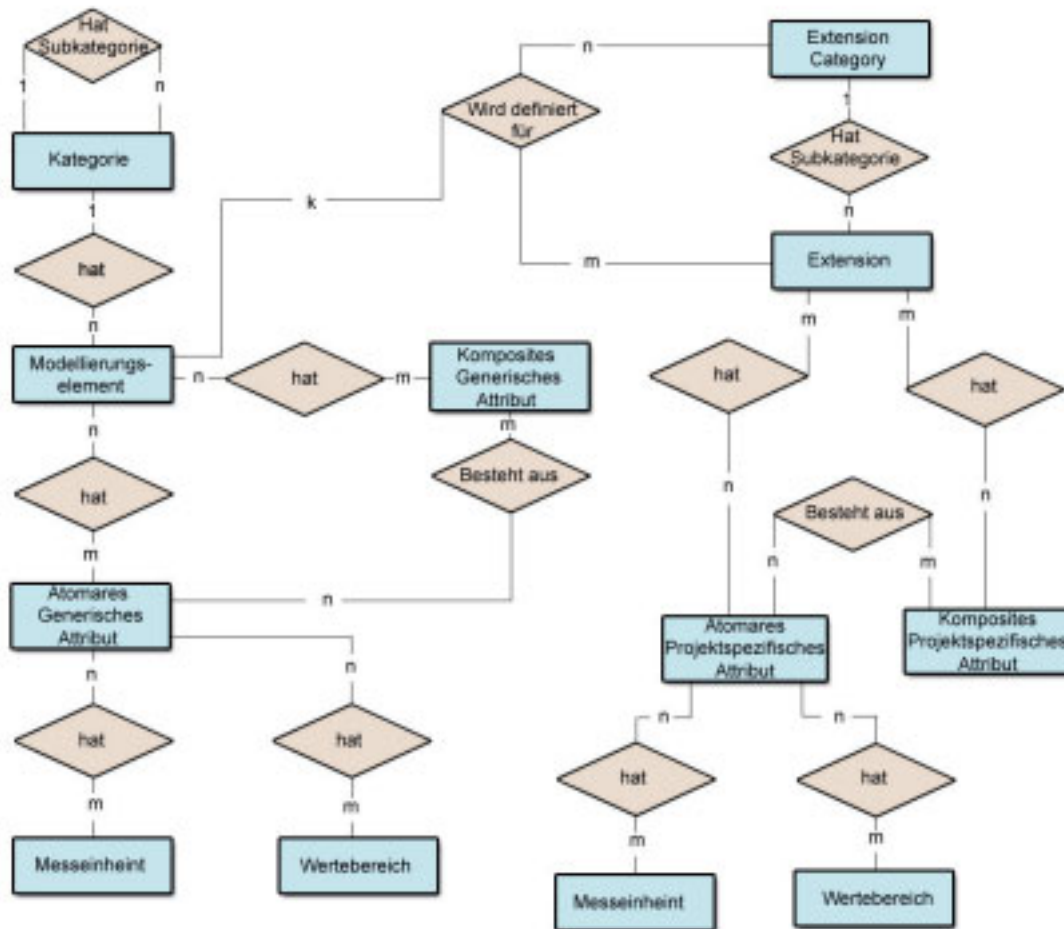 Hat
Subkategorie
1
n
Kategorie
1
hat
n
Modellierungs-
element
n
hat
m
Komposites
Generisches
Attribut
m
Besteht aus
n
n
hat
m
Atomares
Generisches
Attribut
n
hat
m
Messeinheint
n
hat
m
Wertebereich
k
Wird definiert
für
n
m
Extension
Category
1
Hat
Subkategorie
n
Extension
m
hat
n
m
hat
n
Besteht aus
n
m
Atomares
Projektspezifisches
Attribut
Komposites
Projektspezifisches
Attribut
n
hat
m
Messeinheint
n
hat
m
Wertebereich